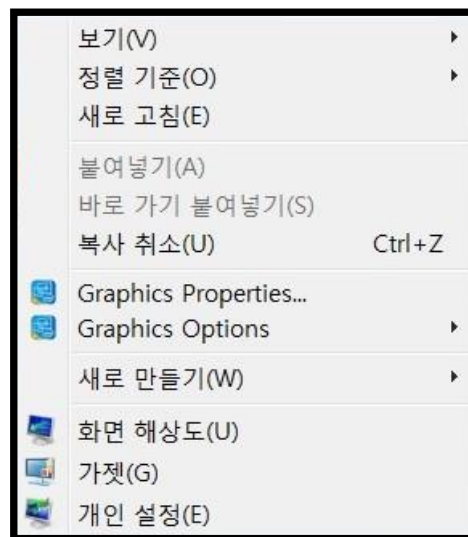 보기(V)
정렬 기준(O)
새로 고침(E)
붙여넣기(A)
바로 가기 붙여넣기(S)
복사 취소(U) Ctrl+Z
Graphics Properties...
Graphics Options
새로 만들기(W)
화면 해상도(U)
가젯(G)
개인 설정(E)